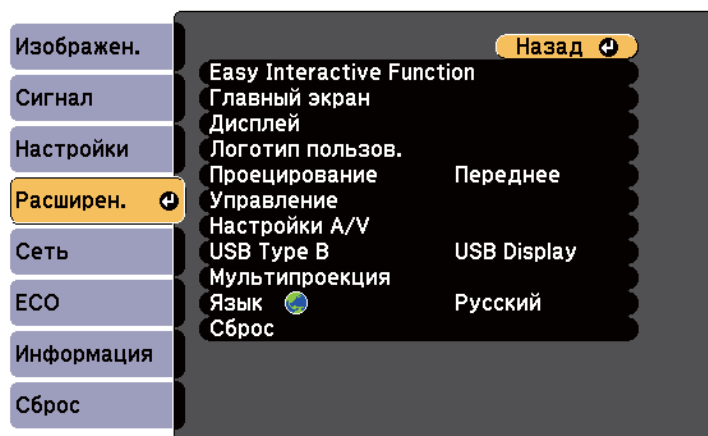 Изображен.
Сигнал
Настройки
Расширен.
Сеть
ECO
Информация
Сброс
Назад
Easy Interactive Function
Главный экран
Дисплей
Логотип пользов.
Проецирование Переднее
Управление
Настройки A/V
USB Type B USB Display
Мультипроекция
Язык Русский
Сброс